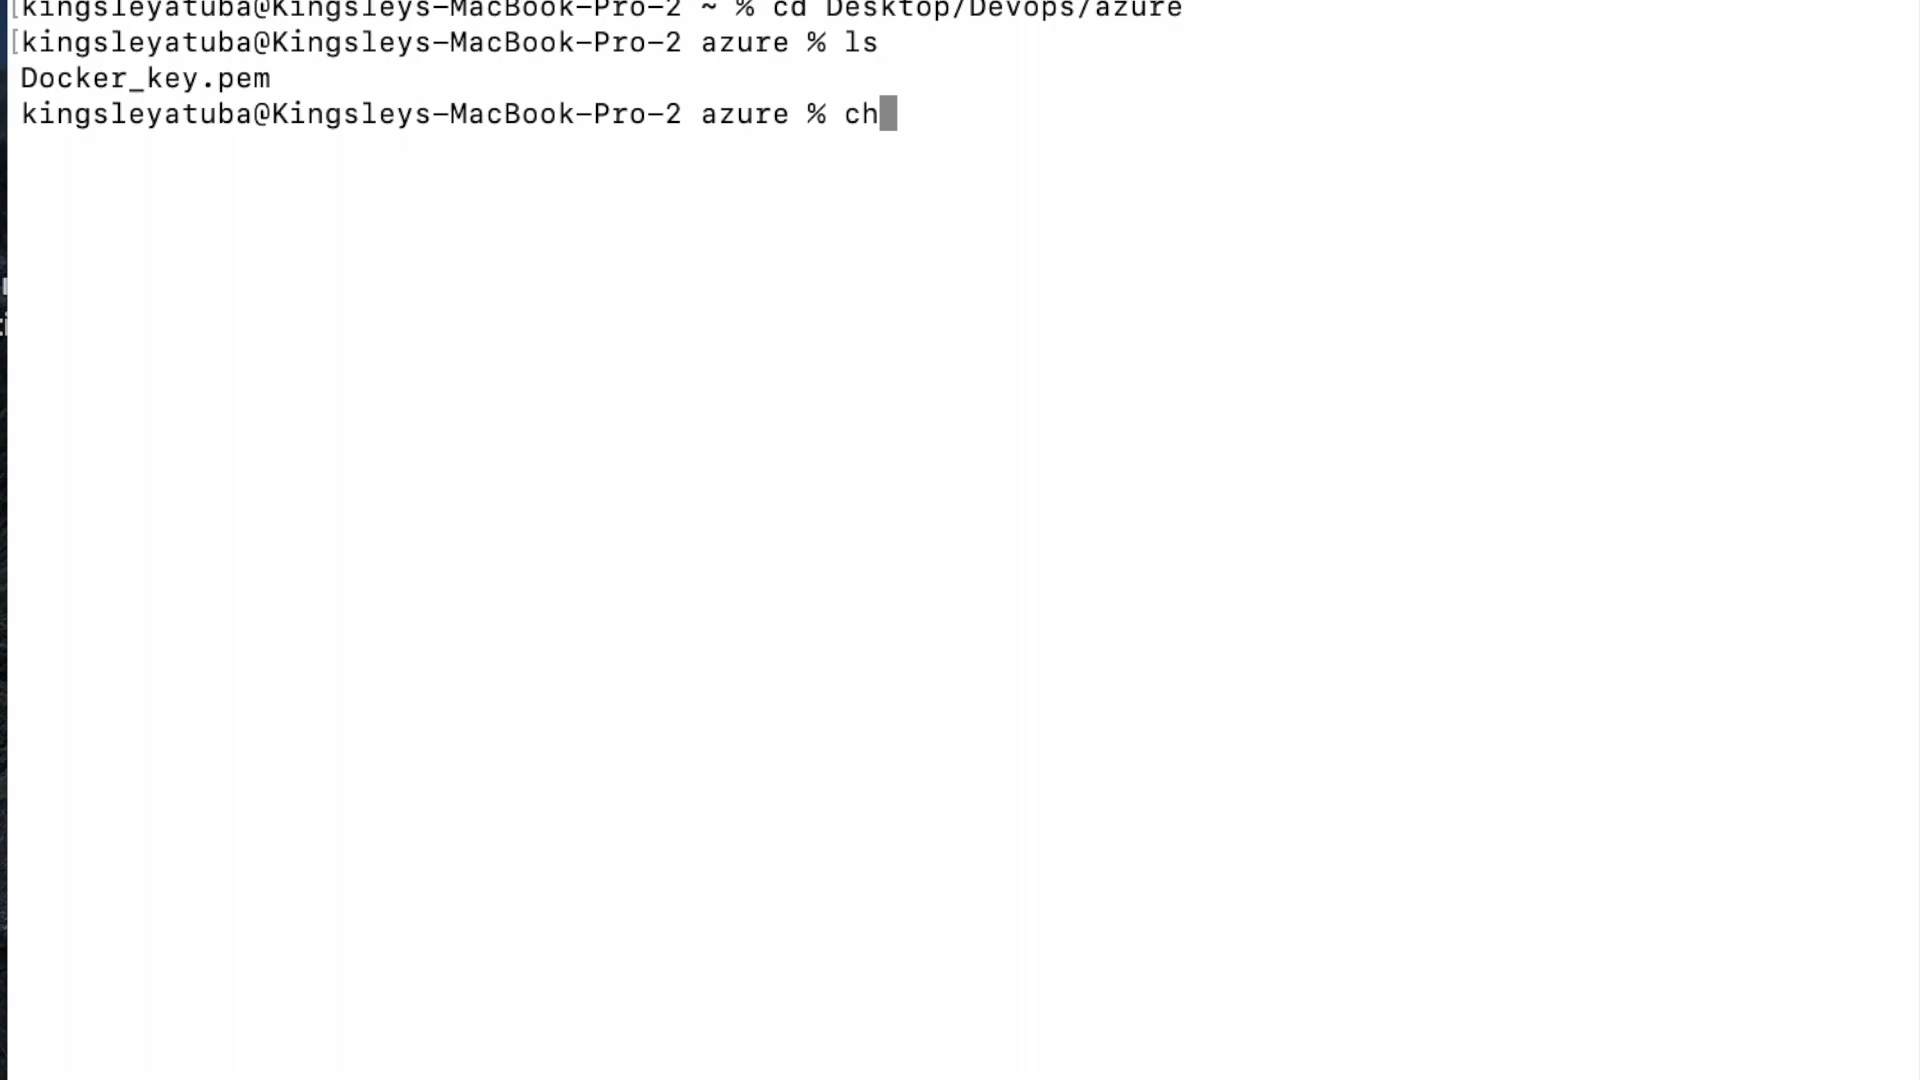 [kingsleyatuba@Kingsleys-MacBook-Pro-2 ~ % cd Desktop/Devops/azure
[kingsleyatuba@Kingsleys-MacBook-Pro-2 azure % ls
Docker_key.pem
kingsleyatuba@Kingsleys-MacBook-Pro-2 azure % ch